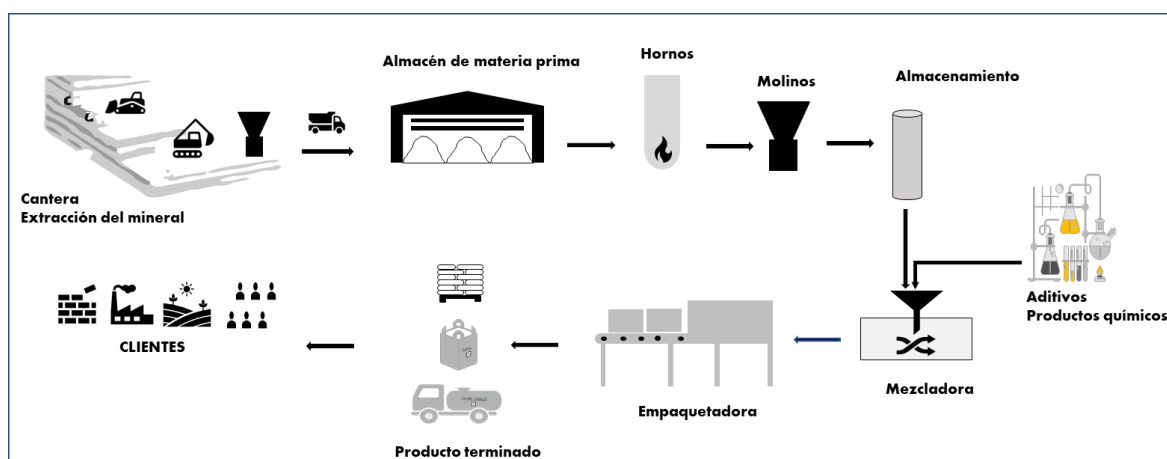 Hornos
Almacén de materia prima
Molinos
Almacenamiento
Cantera
Extracción del mineral
Aditivos
Productos químicos
CLIENTES
Mezcladora
Empaquetadora
Producto terminado